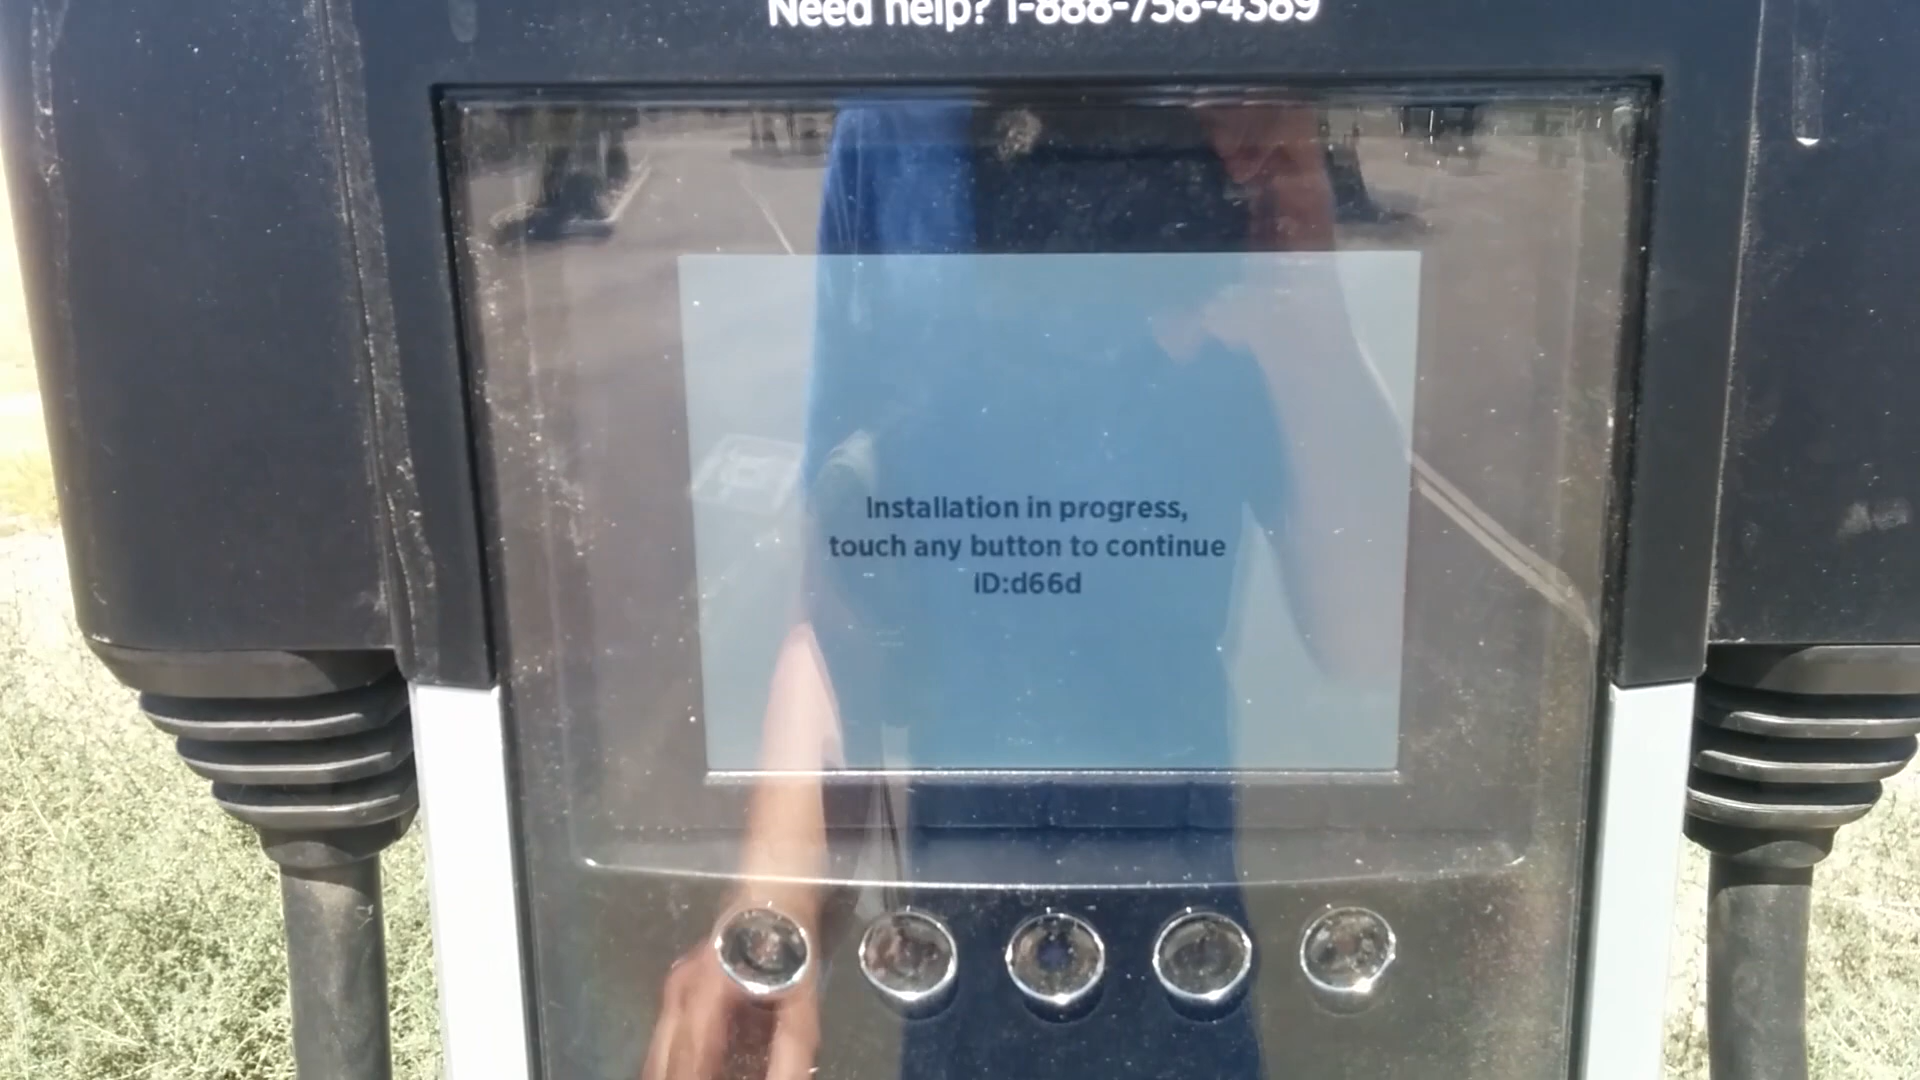 Need help? 1-888-758-4389
Installation in progress,
touch any button to continue
ID:d66d